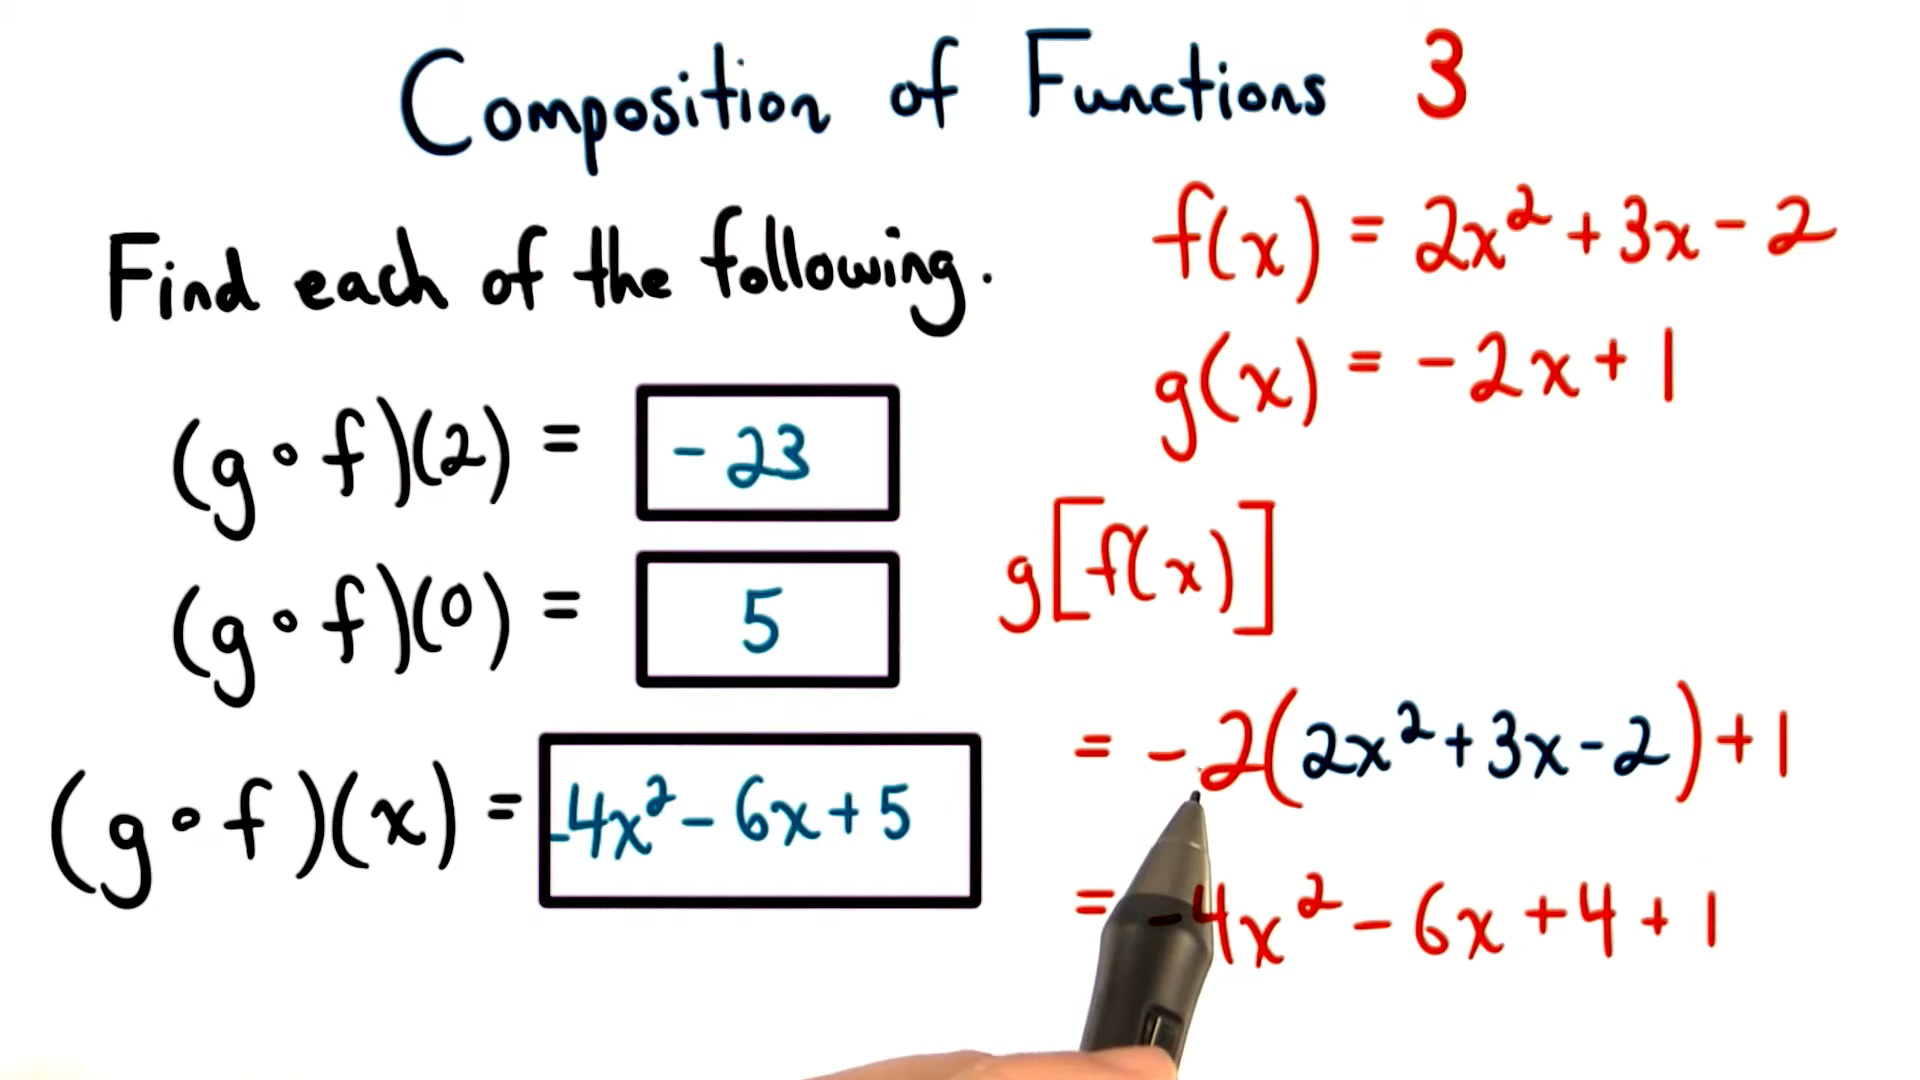 Composition of Functions 3
Find each of the following.
f(x) = 2x² + 3x - 2
g(x) = -2x + 1
(g∘f)(2) = -23
(g∘f)(0) = 5
(g∘f)(x) = -4x² - 6x + 5
g[f(x)]
= -2(2x² + 3x - 2) + 1
= -4x² - 6x + 4 + 1